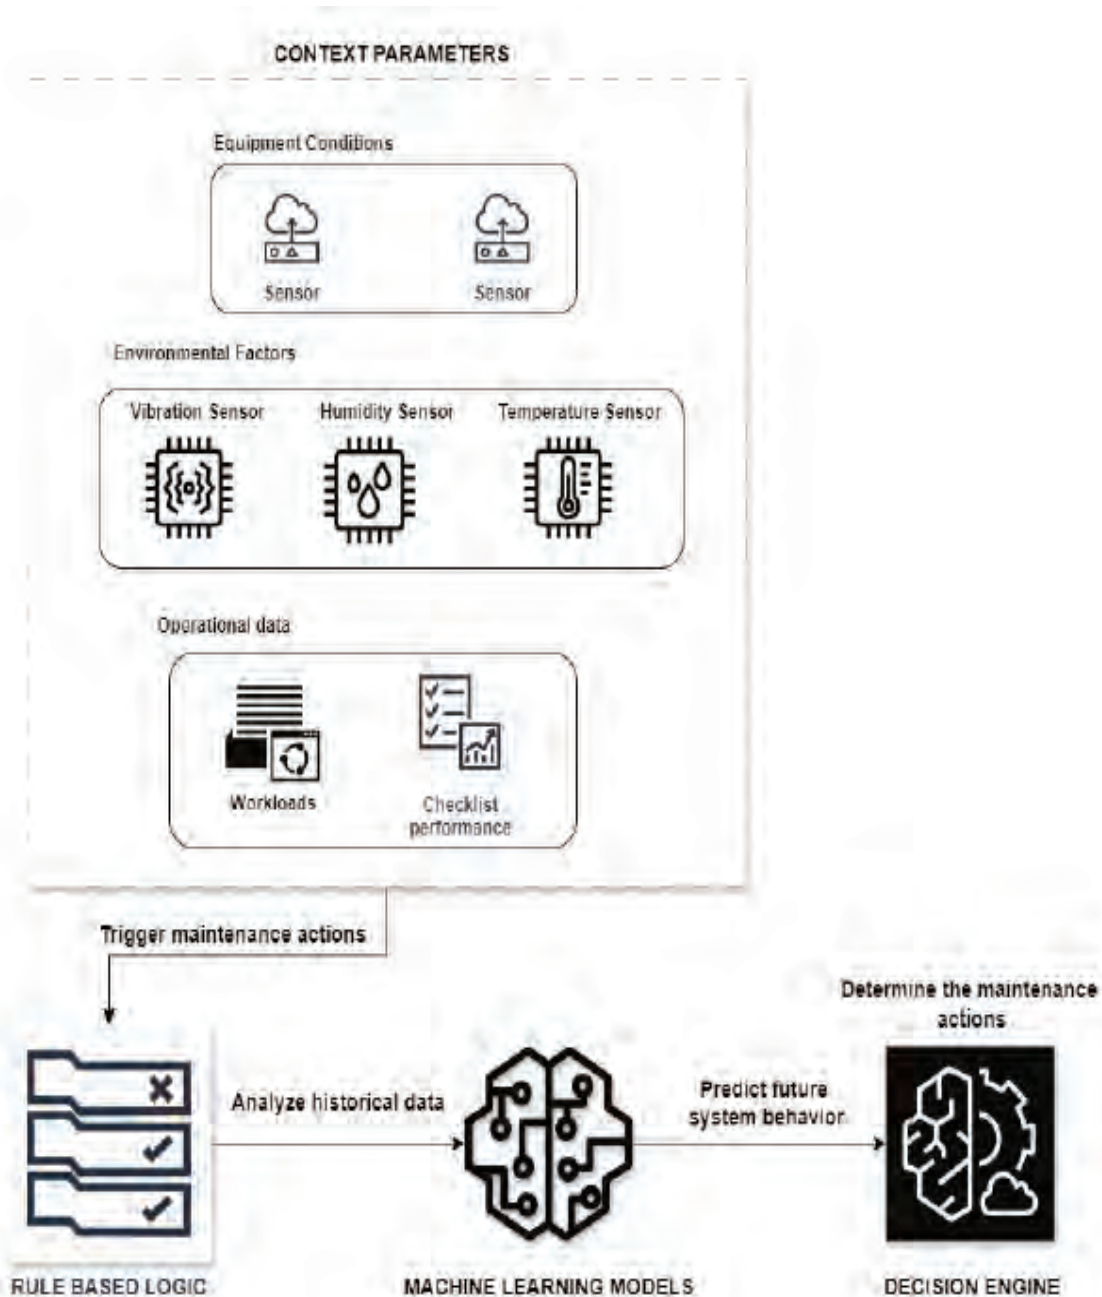 CONTEXT PARAMETERS
Equipment Conditions
Sensor
Sensor
Environmental Factors
Vibration Sensor
Humidity Sensor
Temperature Sensor
Operational data
Workloads
Checklist
performance
Trigger maintenance actions
Determine the maintenance
actions
Analyze historical data
Predict future
system behavior
RULE BASED LOGIC
MACHINE LEARNING MODELS
DECISION ENGINE